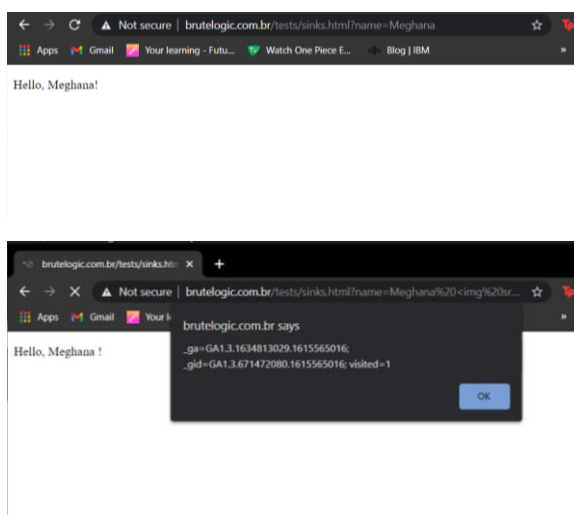 Not secure | brutelogic.com.br/tests/sinks.html?name=Meghana
Apps Gmail Your learning - Futu... Watch One Piece E... Blog | IBM »
Hello, Meghana!
brutelogic.com.br/tests/sinks.ht
Not secure | brutelogic.com.br/tests/sinks.html?name=Meghana%20<img%20sr...
Apps Gmail Your l
brutelogic.com.br says
_ga=GA1.3.1634813029.1615565016;
_gid=GA1.3.671472080.1615565016; visited=1
OK
Hello, Meghana !